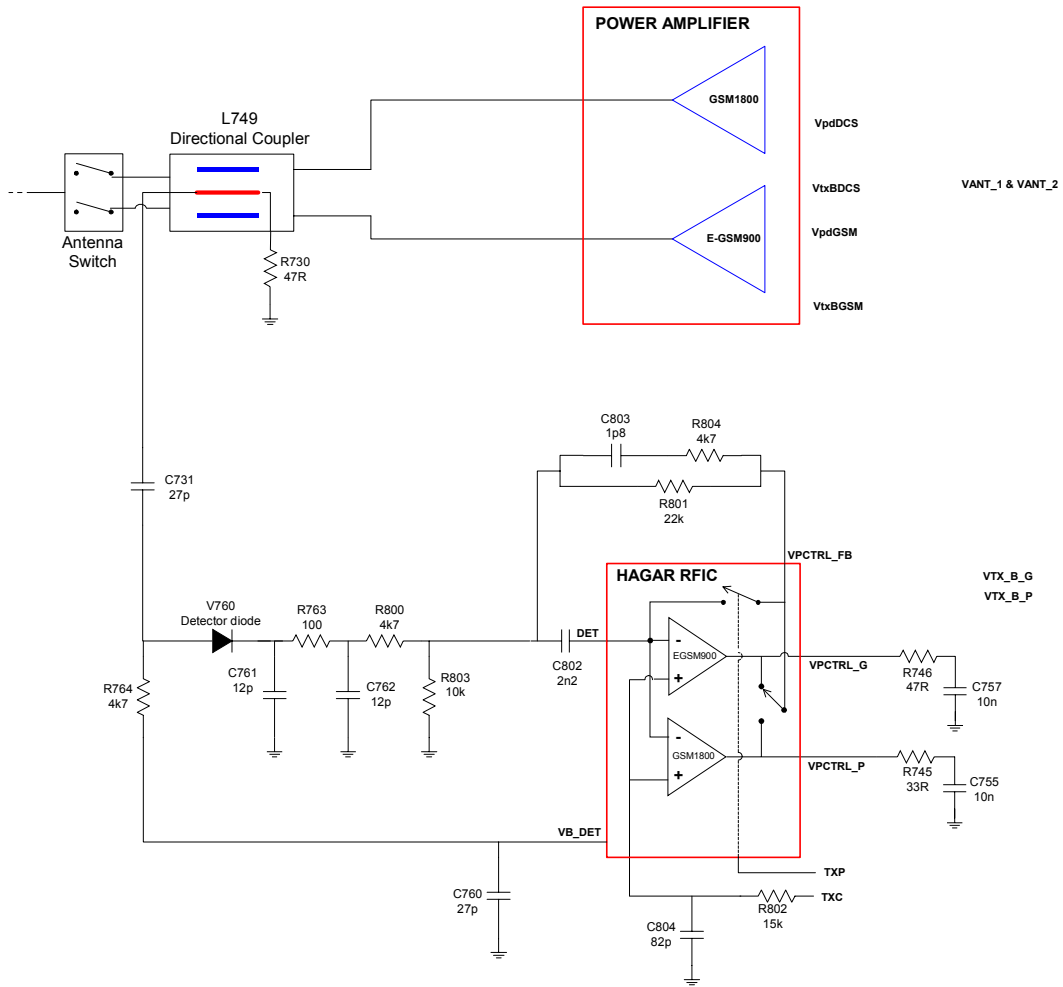 POWER AMPLIFIER
GSM1800
L749
Directional Coupler
VpdDCS
VtxBDCS
VANT_1 & VANT_2
E-GSM900
VpdGSM
Antenna
Switch
R730
47R
VtxBGSM
C803
1p8
R804
4k7
C731
27p
R801
22k
VPCTRL_FB
HAGAR RFIC
VTX_B_G
VTX_B_P
V760
Detector diode
R763
100
R800
4k7
DET
-
EGSM900
+
VPCTRL_G
C802
2n2
R746
47R
C757
10n
R764
4k7
C761
12p
C762
12p
R803
10k
-
GSM1800
+
VPCTRL_P
R745
33R
C755
10n
VB_DET
TXP
C760
27p
TXC
R802
15k
C804
82p